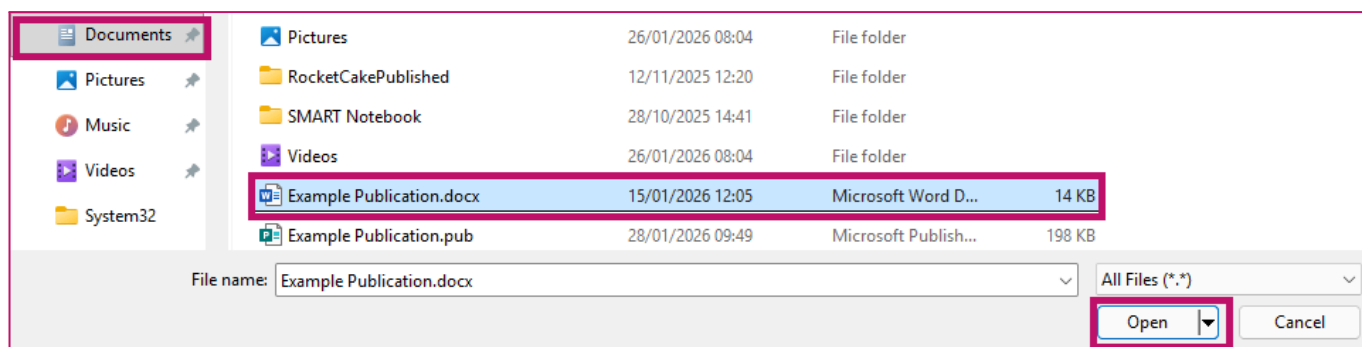 Documents
Pictures
Music
Videos
System32
Pictures 26/01/2026 08:04 File folder
RocketCakePublished 12/11/2025 12:20 File folder
SMART Notebook 28/10/2025 14:41 File folder
Videos 26/01/2026 08:04 File folder
Example Publication.docx 15/01/2026 12:05 Microsoft Word D... 14 KB
Example Publication.pub 28/01/2026 09:49 Microsoft Publish... 198 KB
File name: Example Publication.docx All Files (*.*)
Open Cancel